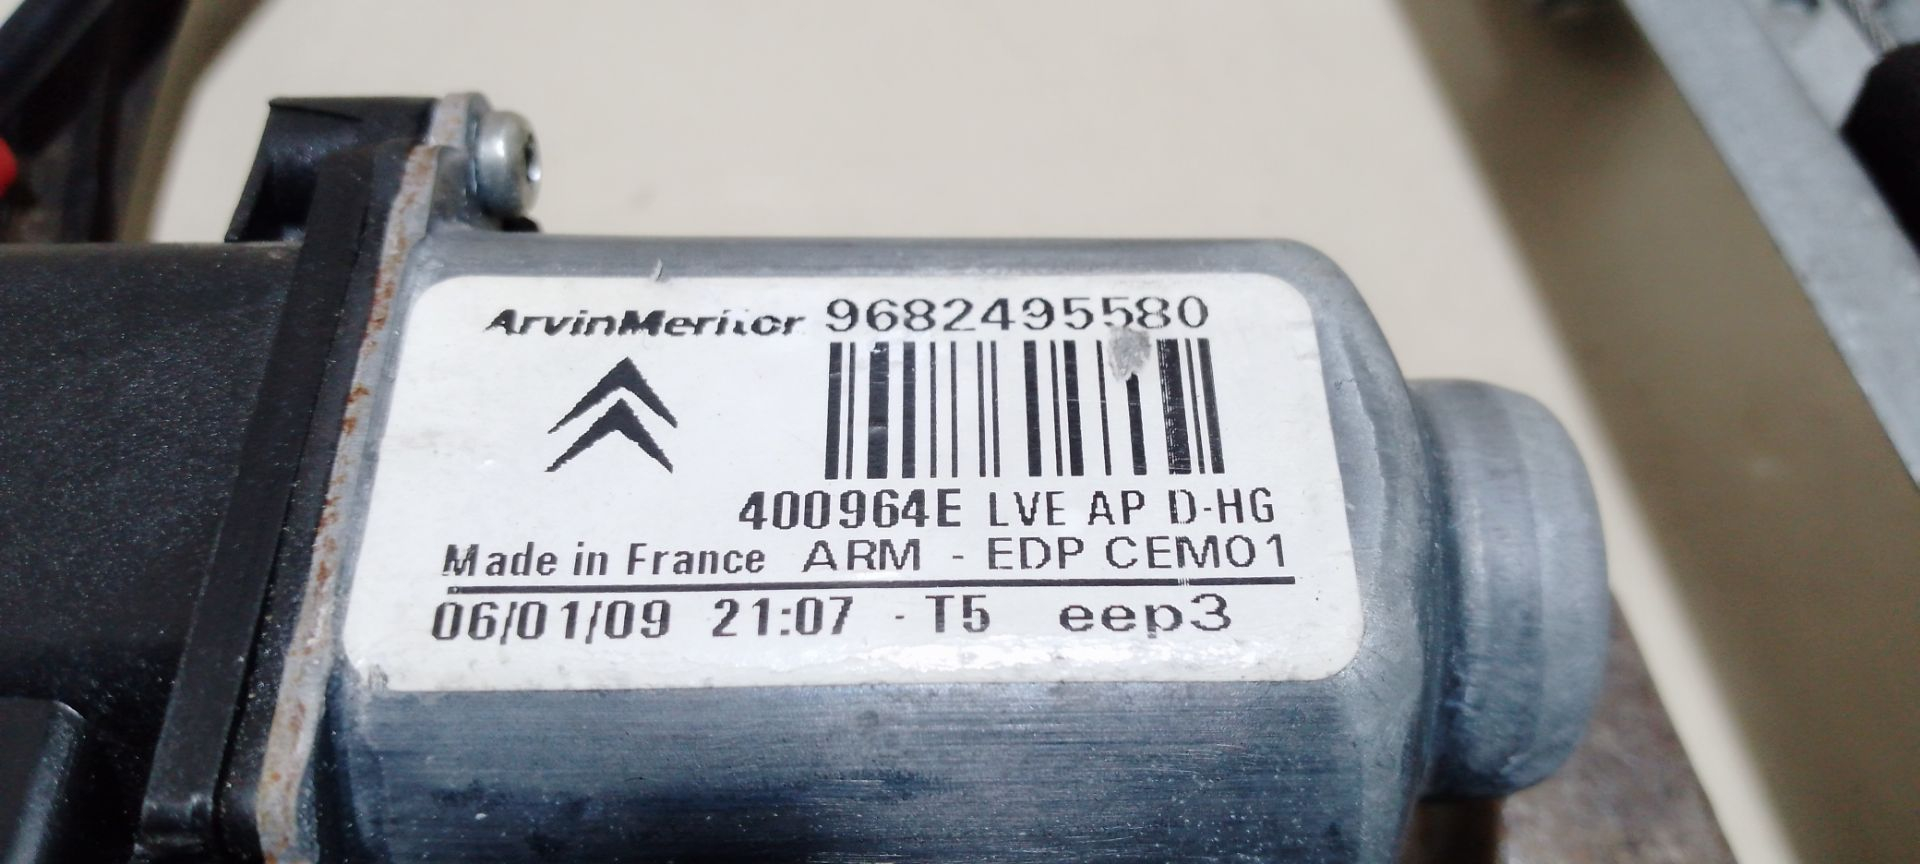 ArvinMeritor 9682495580
400964E LVE AP D-HG
Made in France ARM - EDP CEM01
06/01/09 21:07 - T5 eep3